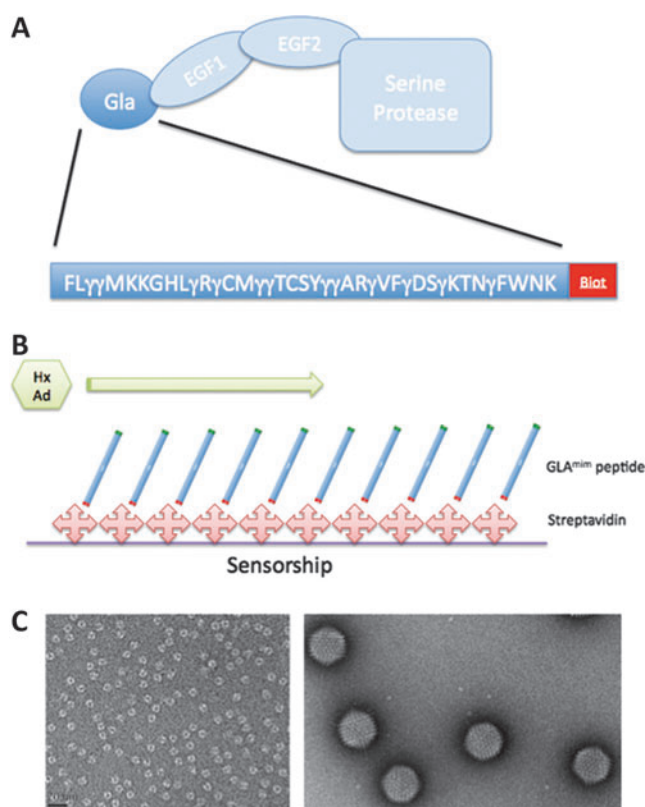 A
EGF1
EGF2
Gla
Serine
Protease
FLγγMKKGHLγRγCMγγTCSYγγARγVFγDSγKTNγFWNK
Biot
B
Hx
Ad
GLAmim peptide
Streptavidin
Sensorship
C